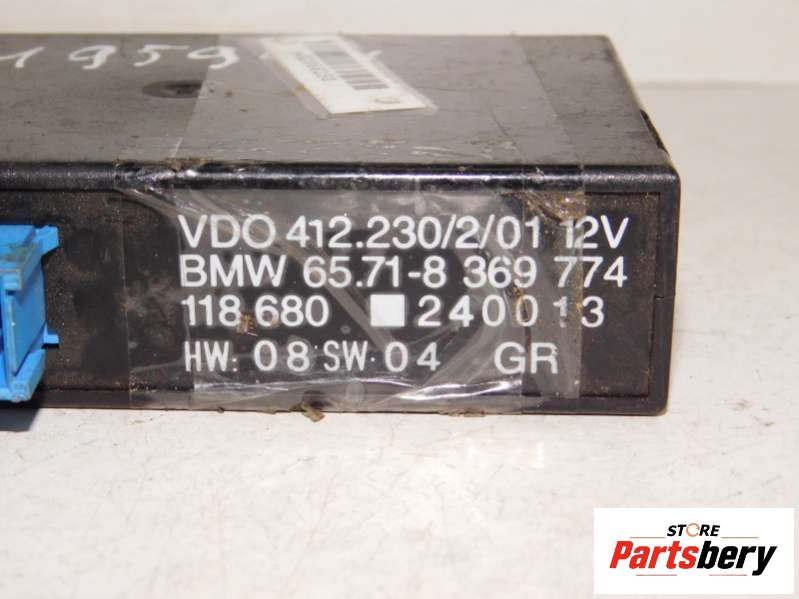 VDO 412.230/2/01 12V
BMW 65.71-8 369 774
118 680 240013
HW: 08 SW: 04 GR
STORE
Partsbery